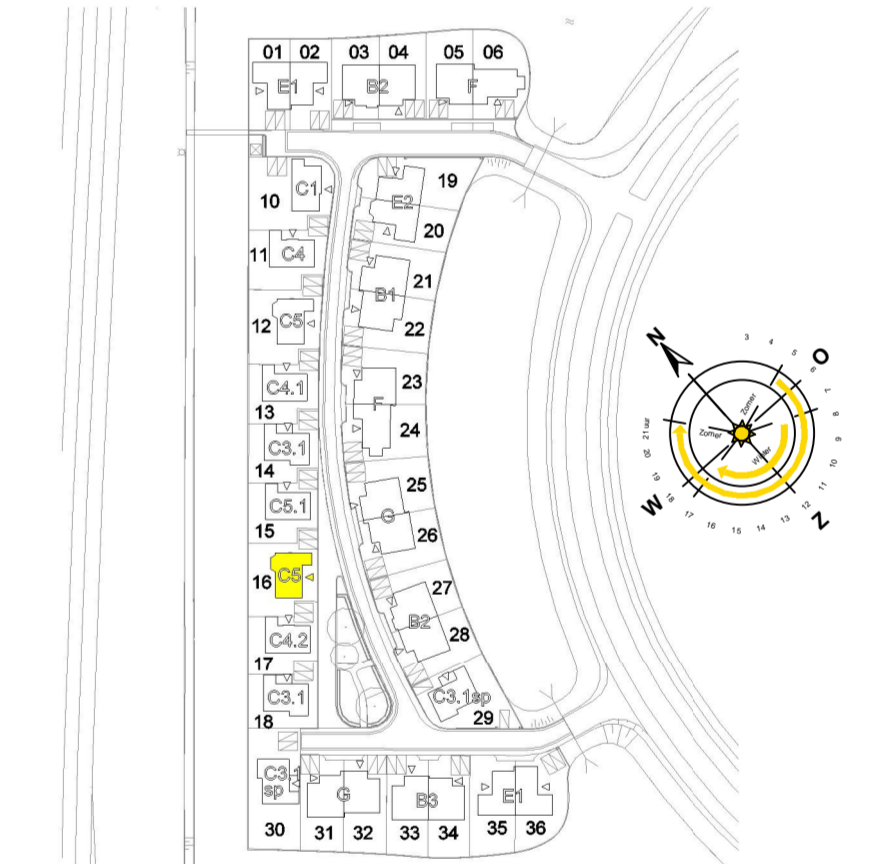 01 02 03 04 05 06
E1 B2 F
10 C1
E2 19
20
11 C4
21
B1
22
12 C5
23
C4.1
13
F
24
C3.1
14
25
C5.1
G
15
26
16 C5
27
B2
28
C4.2
17
C3.1
18
C3.1sp
29
C3.1
sp
30
G
31 32
B3
33 34
E1
35 36
N
O
Z
W
3
4
5
6
7
8
9
10
11
12
13
14
15
16
17
18
19
20
21 uur
Zomer
Zomer
Winter